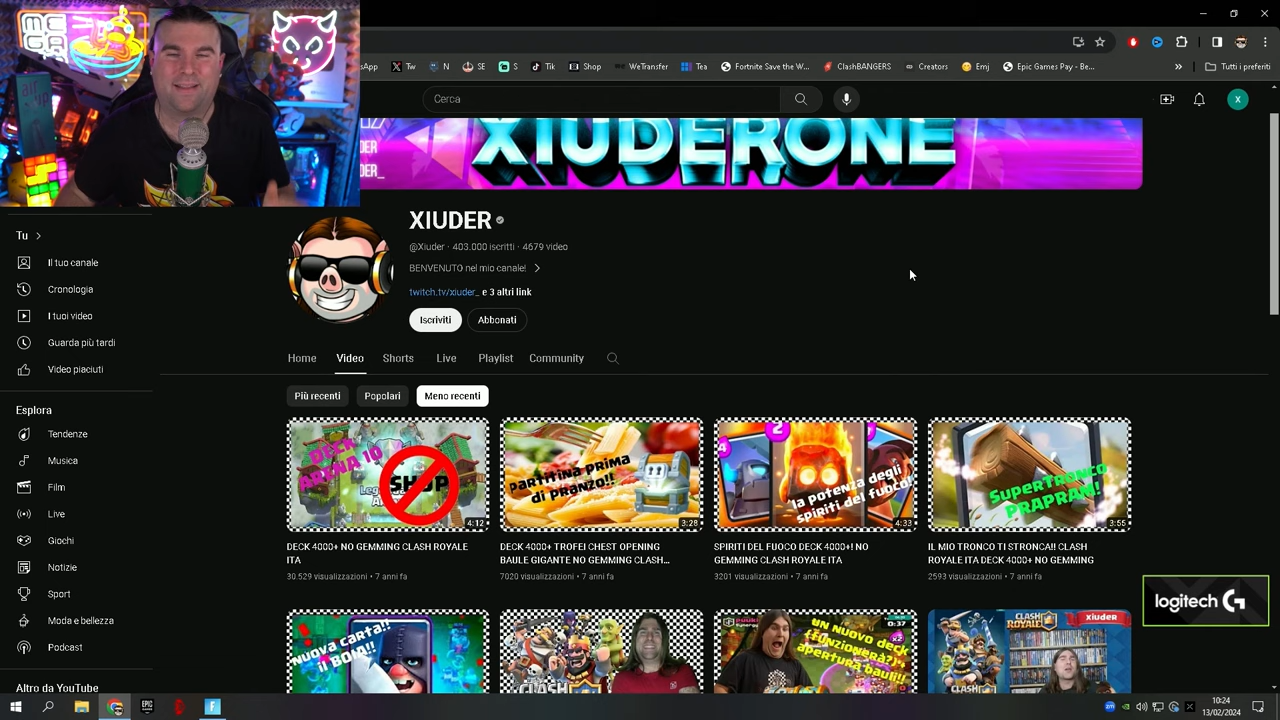 MEGA
sApp
Tw
N
SE
S
Tik
Shop
WeTransfer
Tea
Fortnite Save the W...
ClashBANGERS
Creators
Emj
Epic Games Pay - Be...
Tutti i preferiti
Cerca
X
XIUDERONE
XIUDER
@Xiuder · 403.000 iscritti · 4679 video
BENVENUTO nel mio canale!
twitch.tv/xiuder_ e 3 altri link
Iscriviti
Abbonati
Home
Video
Shorts
Live
Playlist
Community
Più recenti
Popolari
Meno recenti
Tu
Il tuo canale
Cronologia
I tuoi video
Guarda più tardi
Video piaciuti
Esplora
Tendenze
Musica
Film
Live
Giochi
Notizie
Sport
Moda e bellezza
Podcast
Altro da YouTube
DECK
ARENA 10
SHOP
4:12
DECK 4000+ NO GEMMING CLASH ROYALE
ITA
30.529 visualizzazioni • 7 anni fa
PARTITINA PRIMA
di PRANZO!!
3:28
DECK 4000+ TROFEI CHEST OPENING
BAULE GIGANTE NO GEMMING CLASH...
7020 visualizzazioni • 7 anni fa
la potenza degli
spiriti del fuoco!
4:33
SPIRITI DEL FUOCO DECK 4000+! NO
GEMMING CLASH ROYALE ITA
3201 visualizzazioni • 7 anni fa
SUPERTRONCO
PRAPRAN!
3:55
IL MIO TRONCO TI STRONCA!! CLASH
ROYALE ITA DECK 4000+ NO GEMMING
2593 visualizzazioni • 7 anni fa
NUOVA CARTA!!
il BOIA!!
CLASH
UN NUOVO deck
(FUNZIONERÀ?)+
apertura bauli!!
0:37
CLASH ROYALE
xiuder
CLASH
logitech G
10:24
13/02/2024